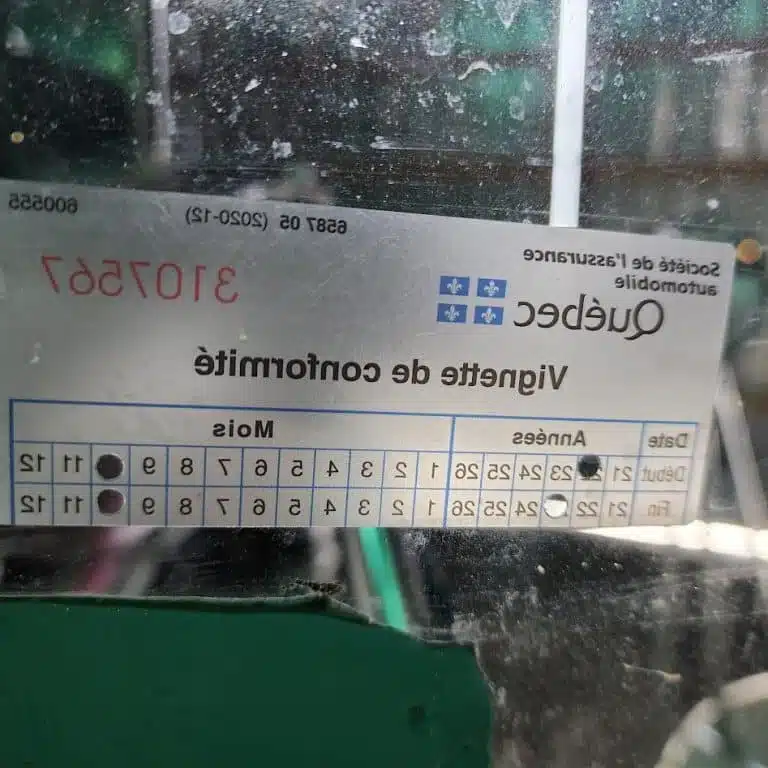 6587 05 (2020-12) 600555
Société de l'assurance
automobile
Québec
3107567
Vignette de conformité
Date Années Mois
Début 21 23 24 25 26 1 2 3 4 5 6 7 8 9 11 12
Fin 21 22 24 25 26 1 2 3 4 5 6 7 8 9 11 12